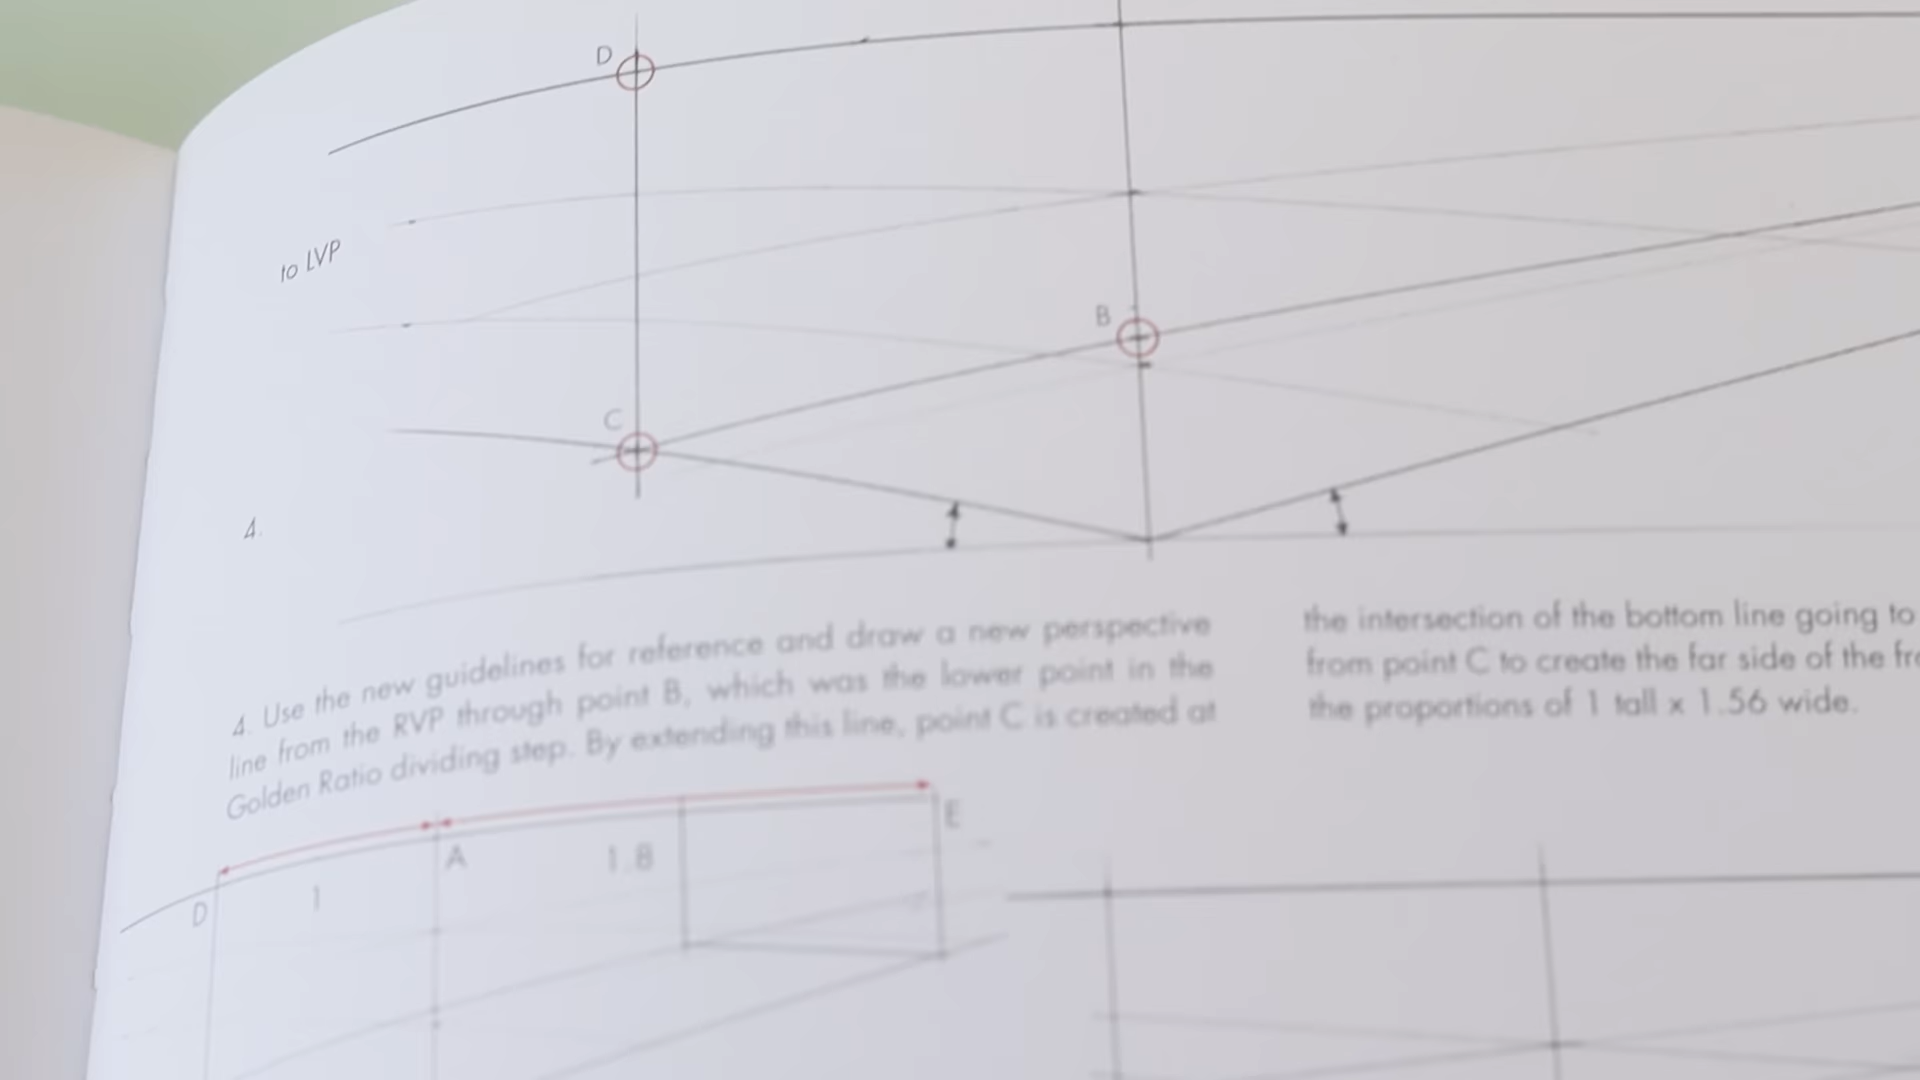 D
to LVP
B
C
4.
4. Use the new guidelines for reference and draw a new perspective
line from the RVP through point B, which was the lower point in the
Golden Ratio dividing step. By extending this line, point C is created at
the intersection of the bottom line going to
from point C to create the far side of the
the proportions of 1 tall x 1.56 wide.
E
A
1.8
1
D